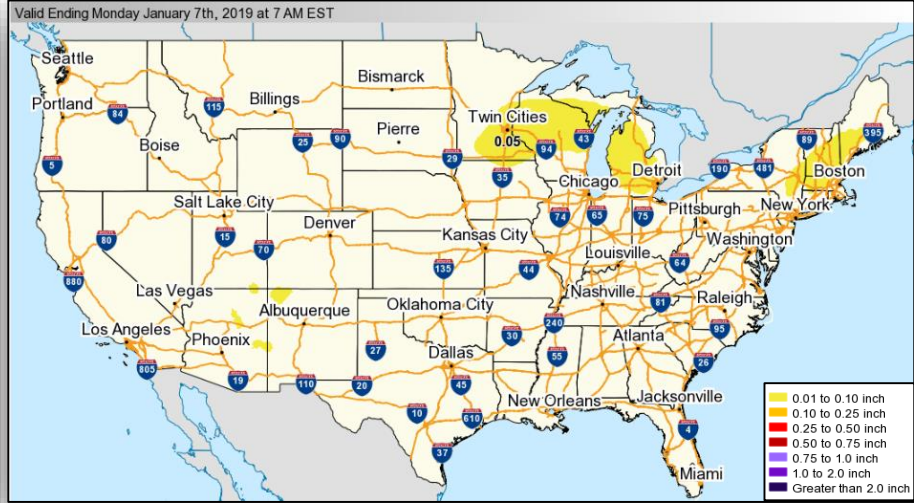 Valid Ending Monday January 7th, 2019 at 7 AM EST
Seattle
Portland
84
115
Billings
Bismarck
Twin Cities
0.05
Pierre
25
90
Boise
5
29
94
43
35
89
395
190
481
Boston
Detroit
Chicago
Salt Lake City
80
15
70
Denver
74
65
75
Pittsburgh
New York
Kansas City
Washington
880
135
44
Louisville
64
Las Vegas
Albuquerque
Oklahoma City
Nashville
81
Raleigh
Los Angeles
Phoenix
240
95
30
27
Dallas
55
Atlanta
26
805
19
110
20
45
10
610
New Orleans
Jacksonville
4
37
Miami
0.01 to 0.10 inch
0.10 to 0.25 inch
0.25 to 0.50 inch
0.50 to 0.75 inch
0.75 to 1.0 inch
1.0 to 2.0 inch
Greater than 2.0 inch